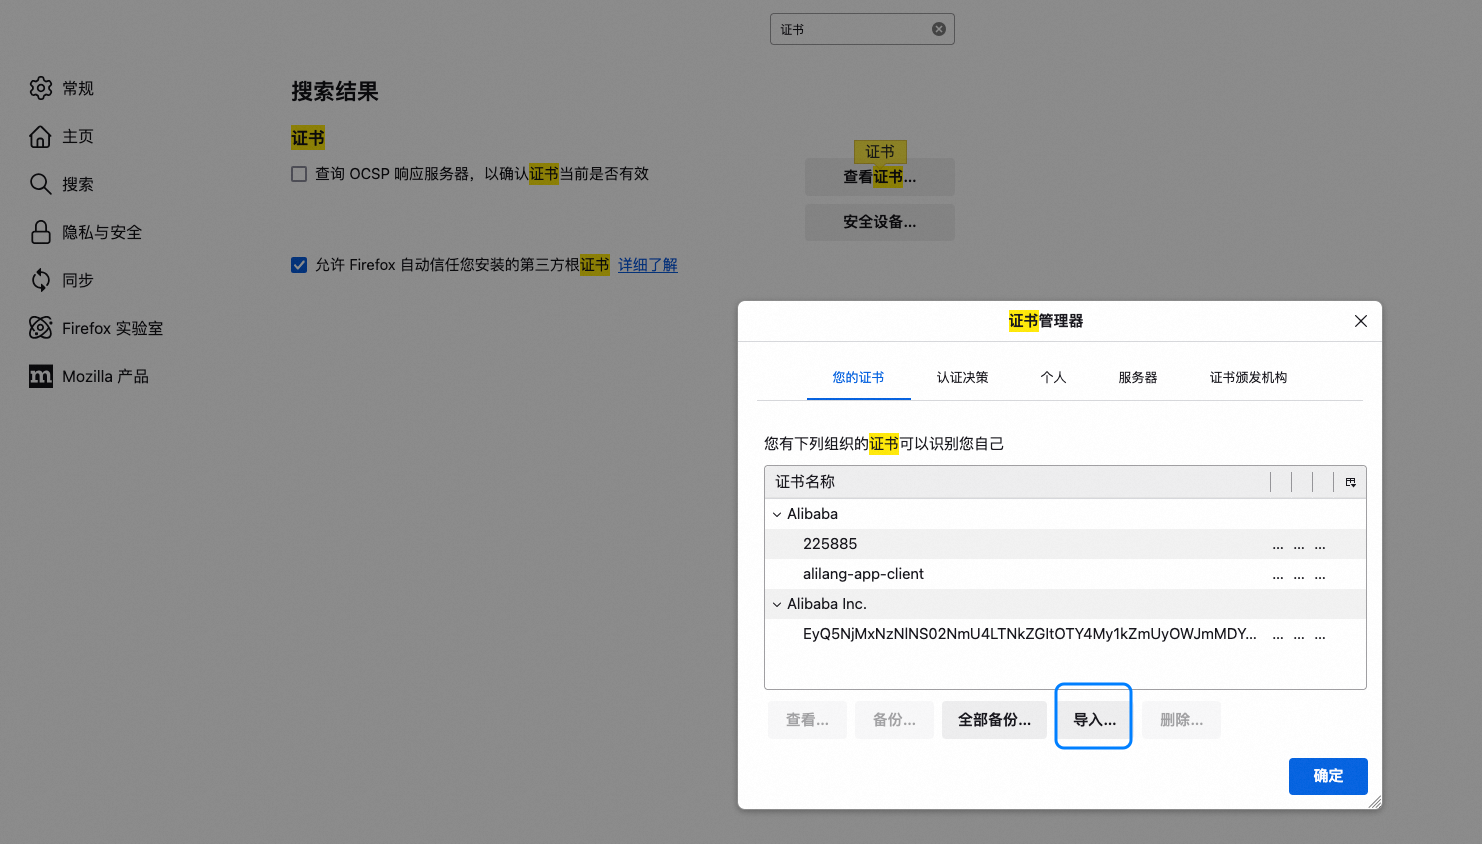 证书
常规
主页
搜索
隐私与安全
同步
Firefox 实验室
Mozilla 产品
搜索结果
证书
查询 OCSP 响应服务器，以确认证书当前是否有效
证书
查看证书...
安全设备...
允许 Firefox 自动信任您安装的第三方根证书 详细了解
证书管理器
您的证书 认证决策 个人 服务器 证书颁发机构
您有下列组织的证书可以识别您自己
证书名称
Alibaba
225885 ... ... ...
alilang-app-client ... ... ...
Alibaba Inc.
EyQ5NjMxNzNlNS02NmU4LTNkZGItOTY4My1kZmUyOWJmMDY... ... ... ...
查看... 备份... 全部备份... 导入... 删除...
确定